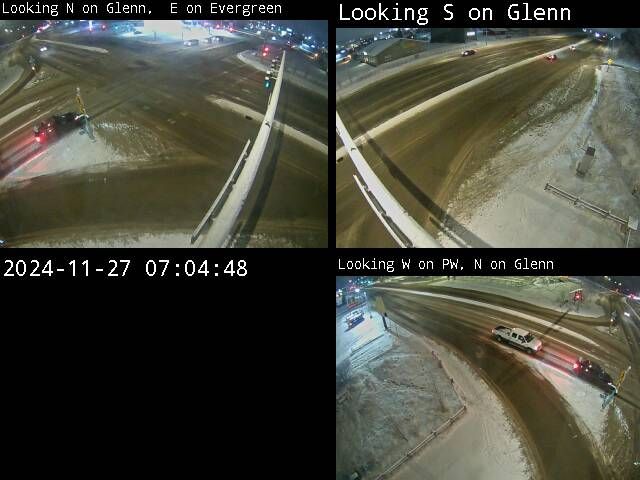 Looking N on Glenn,  E on Evergreen
Looking S on Glenn
2024-11-27 07:04:48
Looking W on PW, N on Glenn